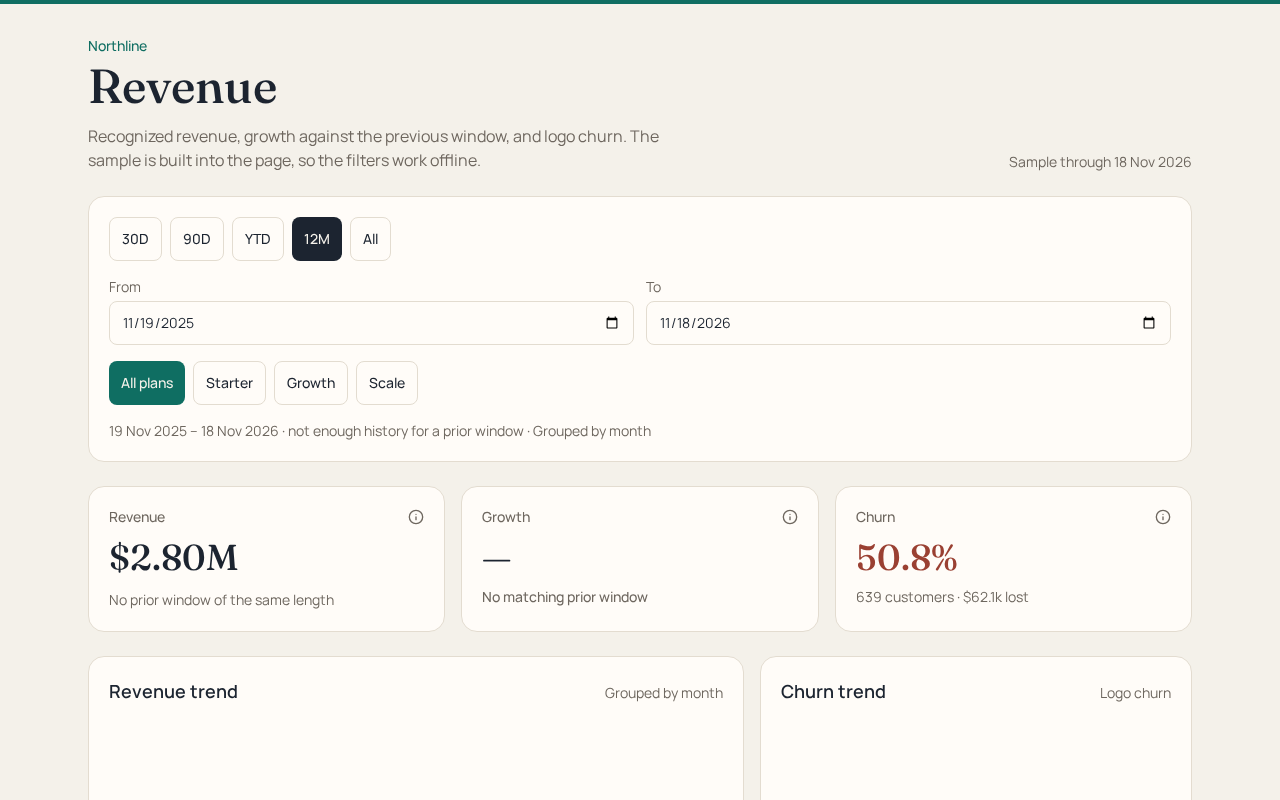 Northline
Revenue
Recognized revenue, growth against the previous window, and logo churn. The
sample is built into the page, so the filters work offline.
Sample through 18 Nov 2026
30D 90D YTD 12M All
From To
11/19/2025 11/18/2026
All plans Starter Growth Scale
19 Nov 2025 – 18 Nov 2026 · not enough history for a prior window · Grouped by month
Revenue
$2.80M
No prior window of the same length
Growth
—
No matching prior window
Churn
50.8%
639 customers · $62.1k lost
Revenue trend Grouped by month
Churn trend Logo churn